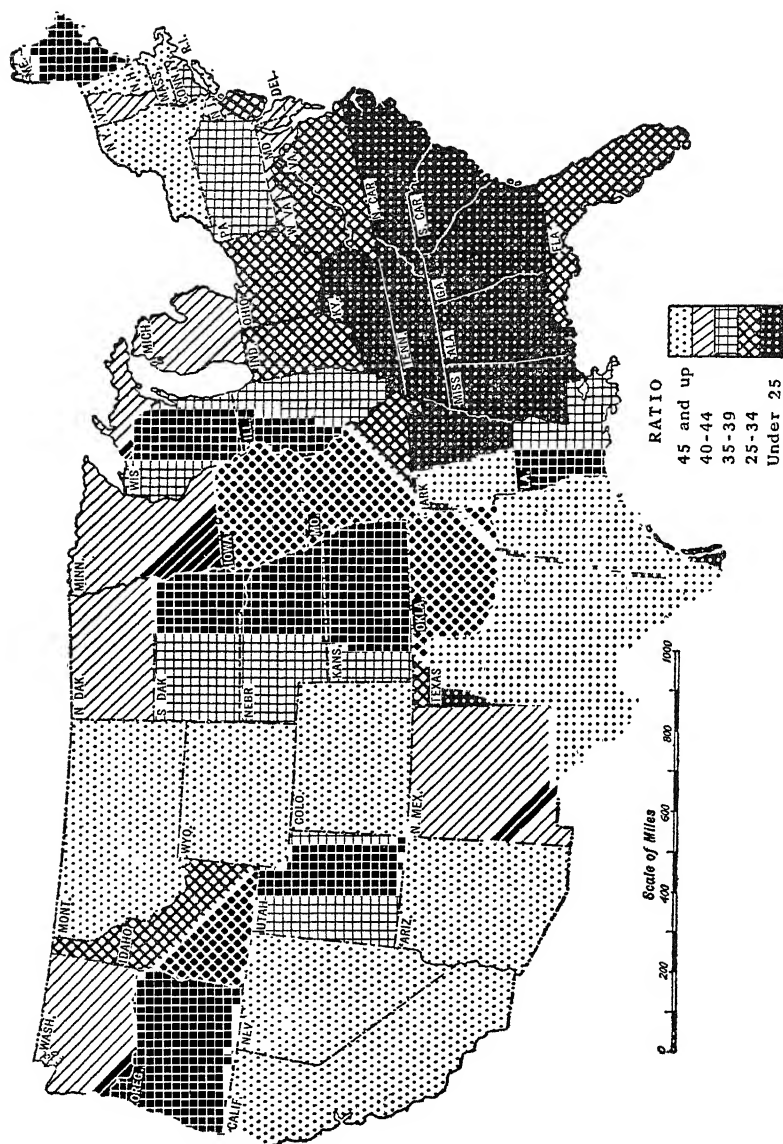 WASH.
OREG.
CALIF.
NEV.
IDAHO
MONT.
WYO.
UTAH
ARIZ.
COLO.
N. MEX.
N DAK.
S DAK
NEBR
KANS.
OKLA
TEXAS
MINN.
IOWA
MO.
ARK
LA.
WIS
ILL
MICH
IND
OHIO
KY.
TENN.
MISS
ALA
GA
FLA
S. CAR
N. CAR
VA
W. VA
MD
DEL.
PA
N.Y.
VT
N.H.
ME
MASS.
CONN.
R.I.
RATIO
45 and up
40-44
35-39
25-34
Under 25
Scale of Miles
0 200 400 600 800 1000